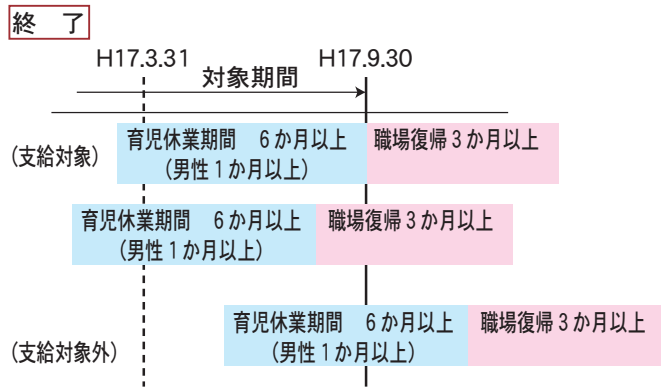 終 了
H17.3.31 H17.9.30
対象期間
(支給対象) 育児休業期間 6か月以上 職場復帰3か月以上
(男性1か月以上)
育児休業期間 6か月以上 職場復帰3か月以上
(男性1か月以上)
(支給対象外) 育児休業期間 6か月以上 職場復帰3か月以上
(男性1か月以上)